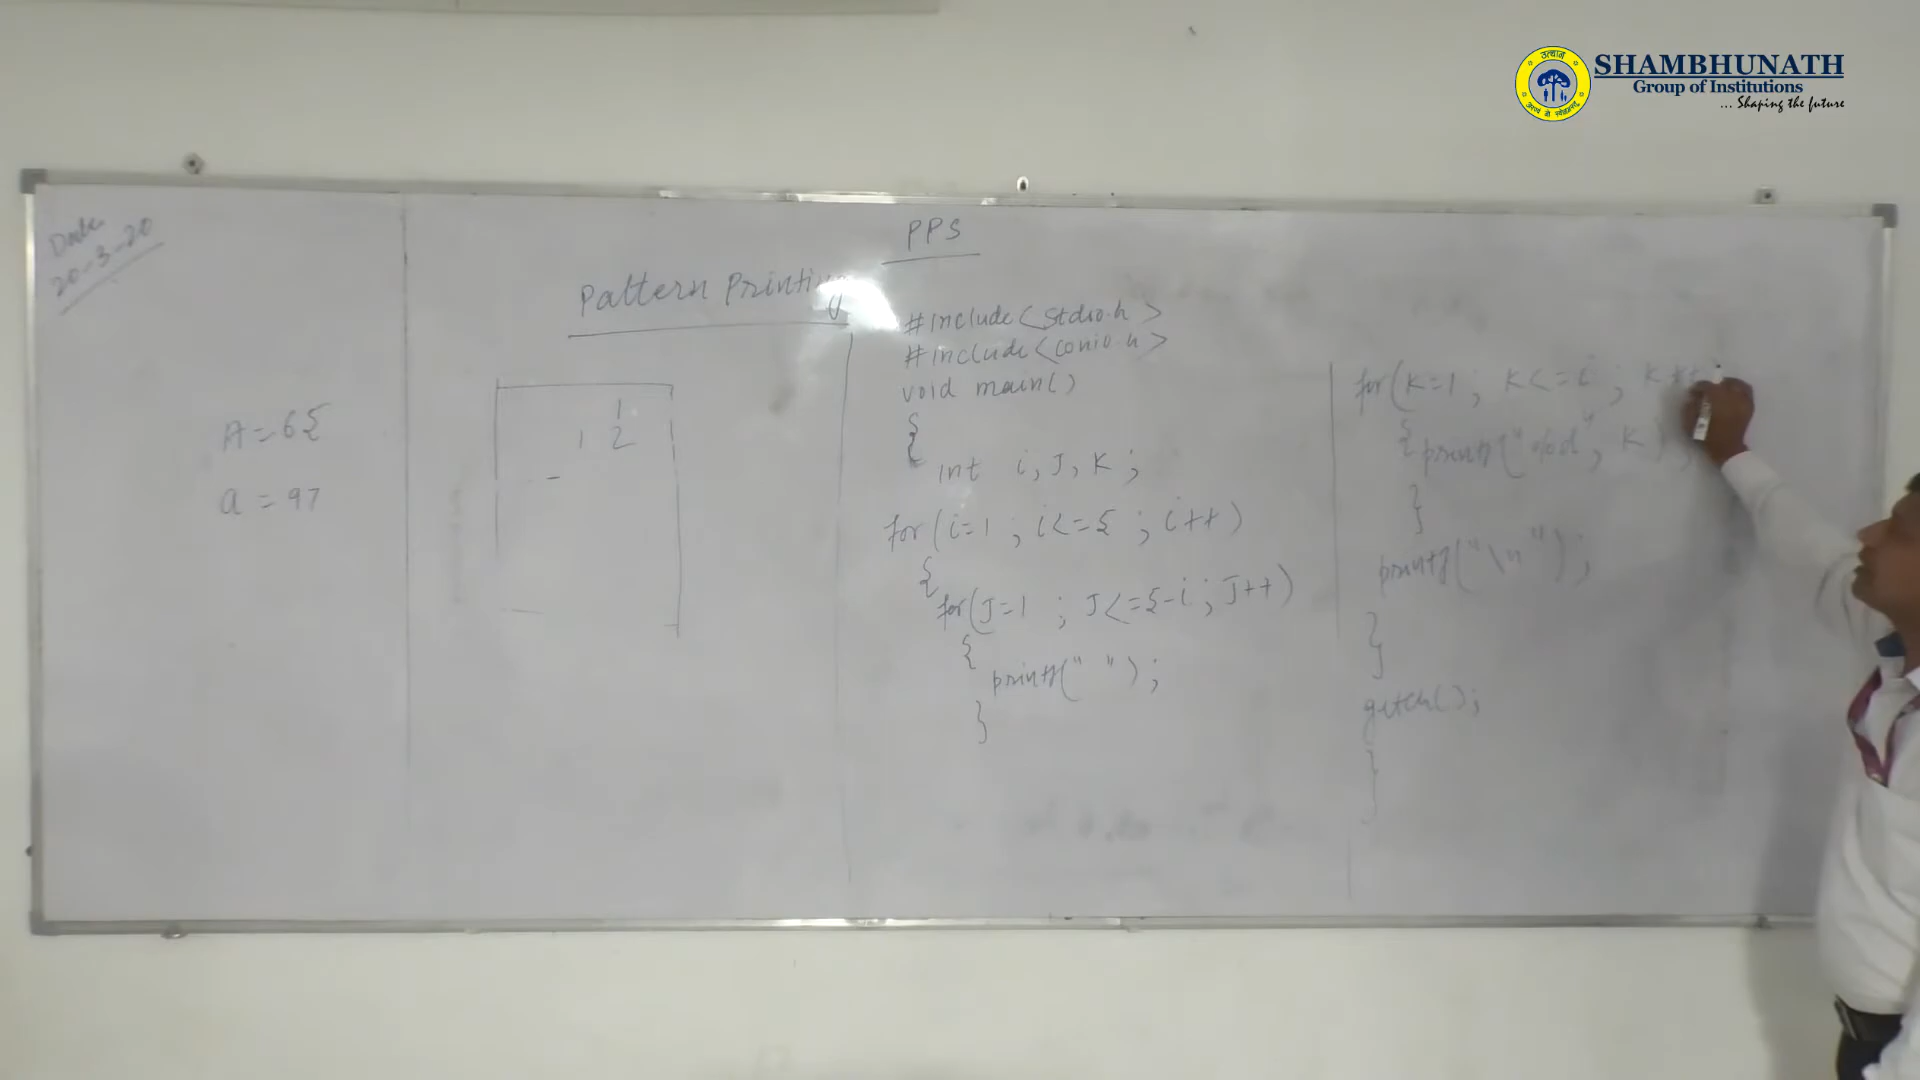 उत्थान
SHAMBHUNATH
Group of Institutions
... Shaping the future
Date
20-3-20
PPS
Pattern Printing
A=65
a=97
1
1 2
#include<stdio.h>
#include<conio.h>
void main()
{
int i, J, K ;
for(i=1 ; i<=5 ; i++)
{
for(J=1 ; J<=5-i ; J++)
{
printf(" ");
}
for(K=1 ; K<=i ; K++
{ printf("%d", K);
}
printf("\n");
}
getch();
}